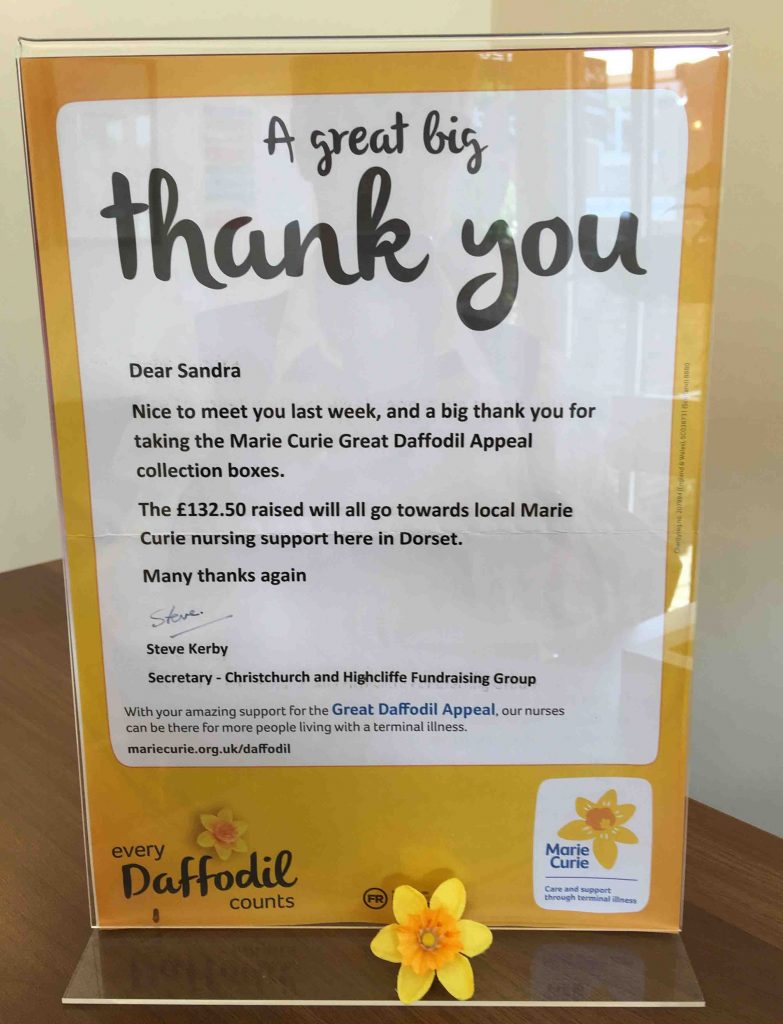 A great big
thank you
Dear Sandra
Nice to meet you last week, and a big thank you for
taking the Marie Curie Great Daffodil Appeal
collection boxes.
The £132.50 raised will all go towards local Marie
Curie nursing support here in Dorset.
Many thanks again
Steve.
Steve Kerby
Secretary - Christchurch and Highcliffe Fundraising Group
With your amazing support for the Great Daffodil Appeal, our nurses
can be there for more people living with a terminal illness.
mariecurie.org.uk/daffodil
every
Daffodil
counts
FR
Marie
Curie
Care and support
through terminal illness